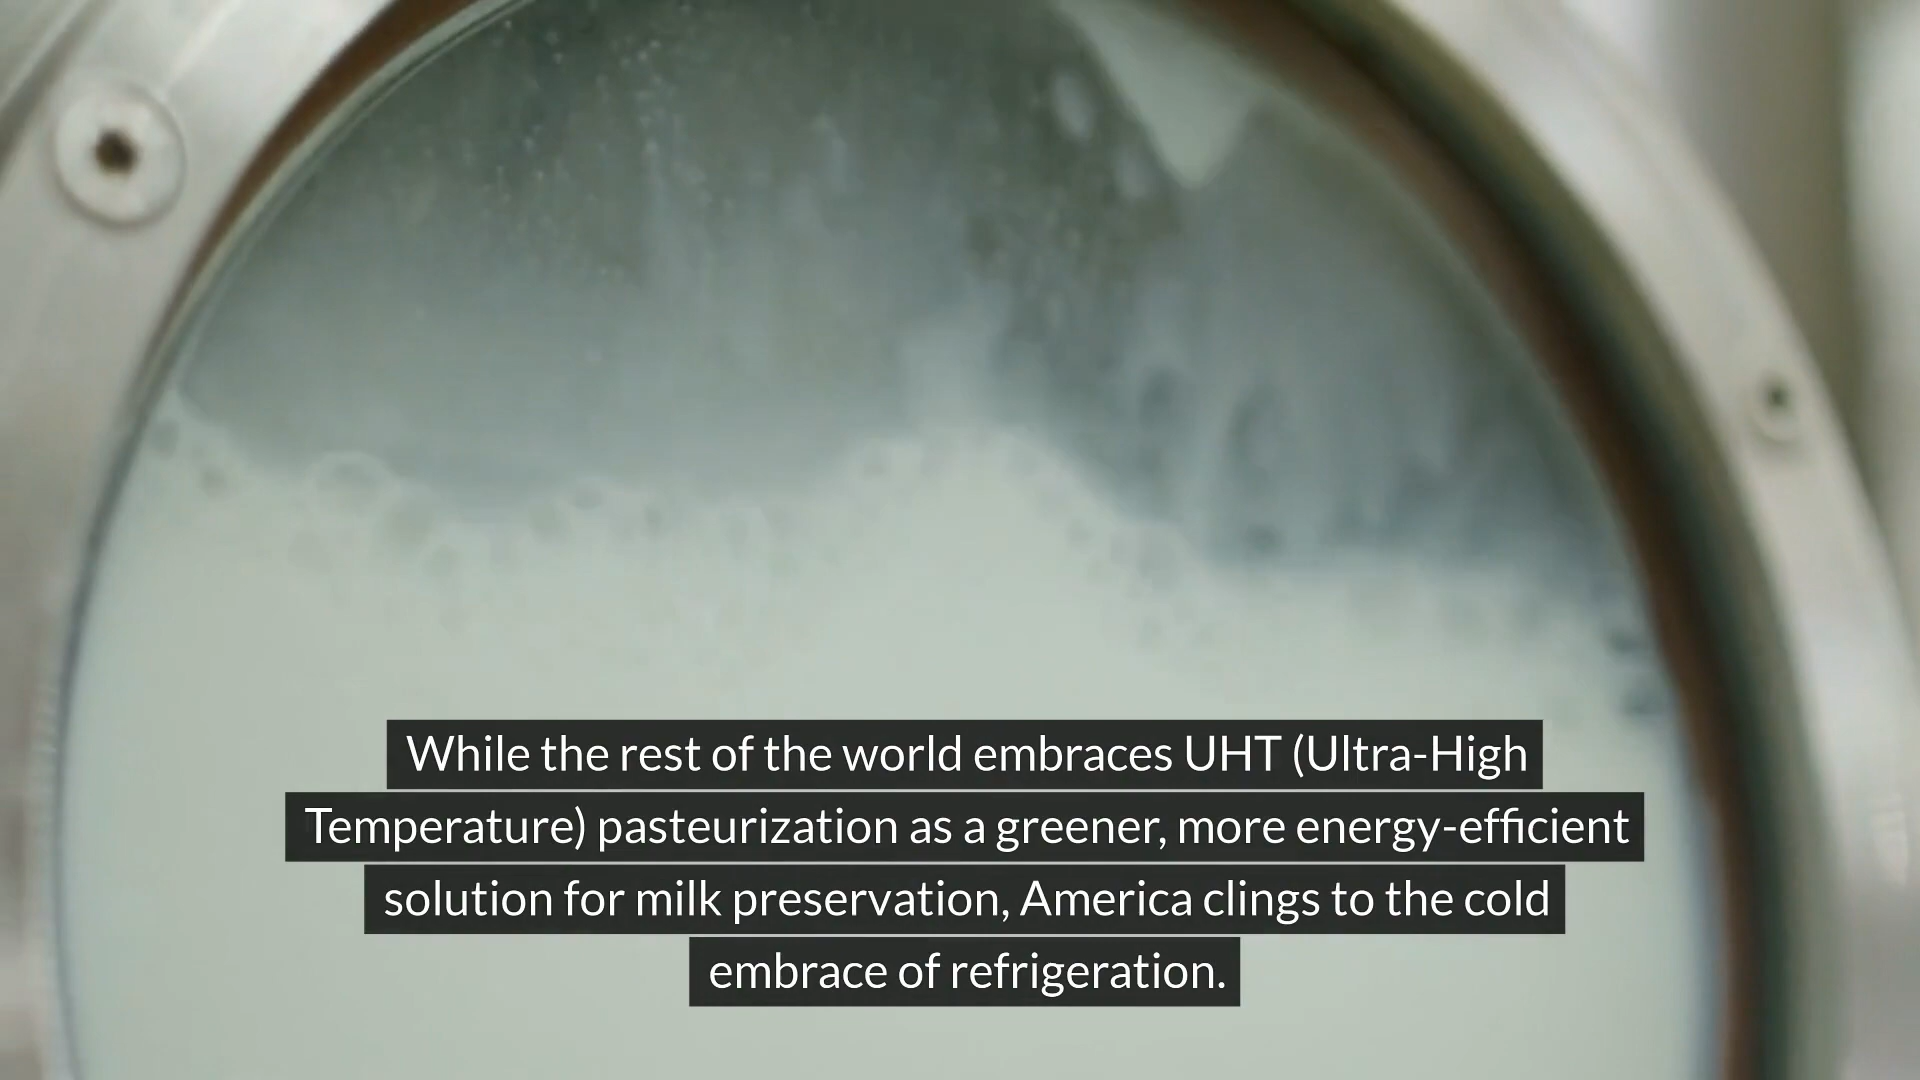 While the rest of the world embraces UHT (Ultra-High
Temperature) pasteurization as a greener, more energy-efficient
solution for milk preservation, America clings to the cold
embrace of refrigeration.